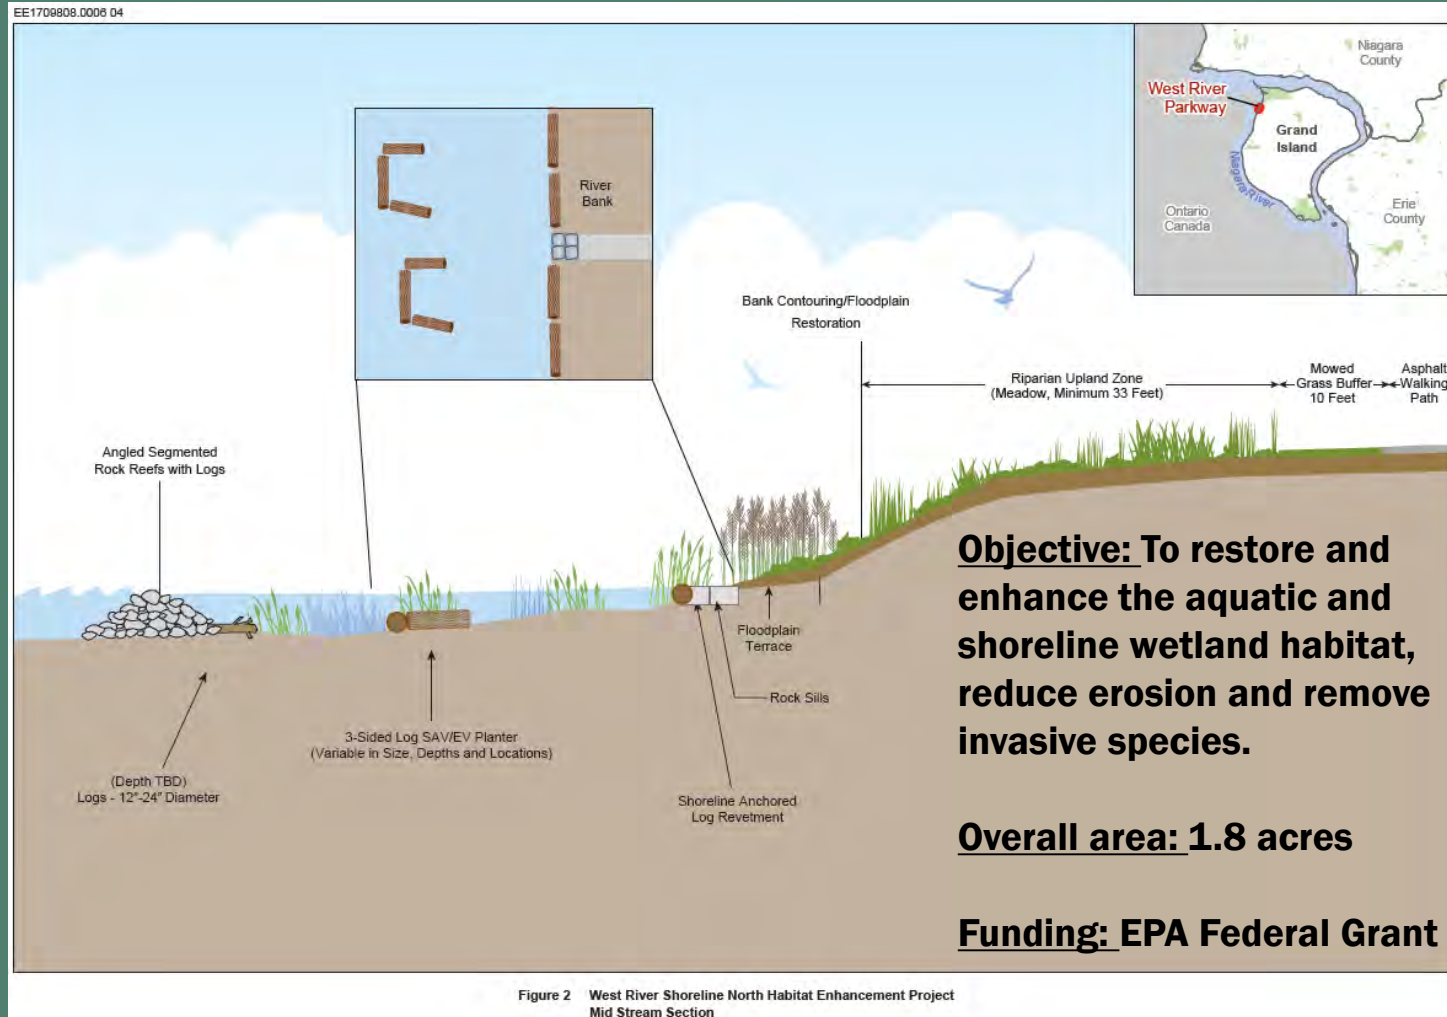 EE1709808.0006 04
Niagara
County
West River
Parkway
Grand
Island
Niagara River
Ontario
Canada
Erie
County
River
Bank
Bank Contouring/Floodplain
Restoration
Riparian Upland Zone
(Meadow, Minimum 33 Feet)
Mowed
Grass Buffer
10 Feet
Asphalt
Walking
Path
Angled Segmented
Rock Reefs with Logs
Floodplain
Terrace
Rock Sills
3-Sided Log SAV/EV Planter
(Variable in Size, Depths and Locations)
(Depth TBD)
Logs - 12"-24" Diameter
Shoreline Anchored
Log Revetment
Objective: To restore and
enhance the aquatic and
shoreline wetland habitat,
reduce erosion and remove
invasive species.
Overall area: 1.8 acres
Funding: EPA Federal Grant
Figure 2 West River Shoreline North Habitat Enhancement Project
Mid Stream Section